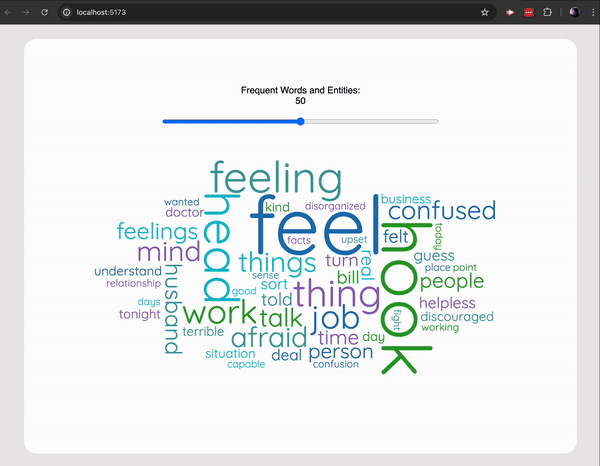 localhost:5173
Frequent Words and Entities:
50
feeling
wanted
kind
disorganized
business
doctor
head
feel
confused
feelings
facts
upset
felt
today
mind
things
turn
real
hook
guess
understand
sense
bill
place
point
relationship
husband
good
sort
thing
people
days
told
helpless
tonight
work
talk
job
fight
discouraged
terrible
afraid
time
day
working
situation
deal
person
capable
confusion